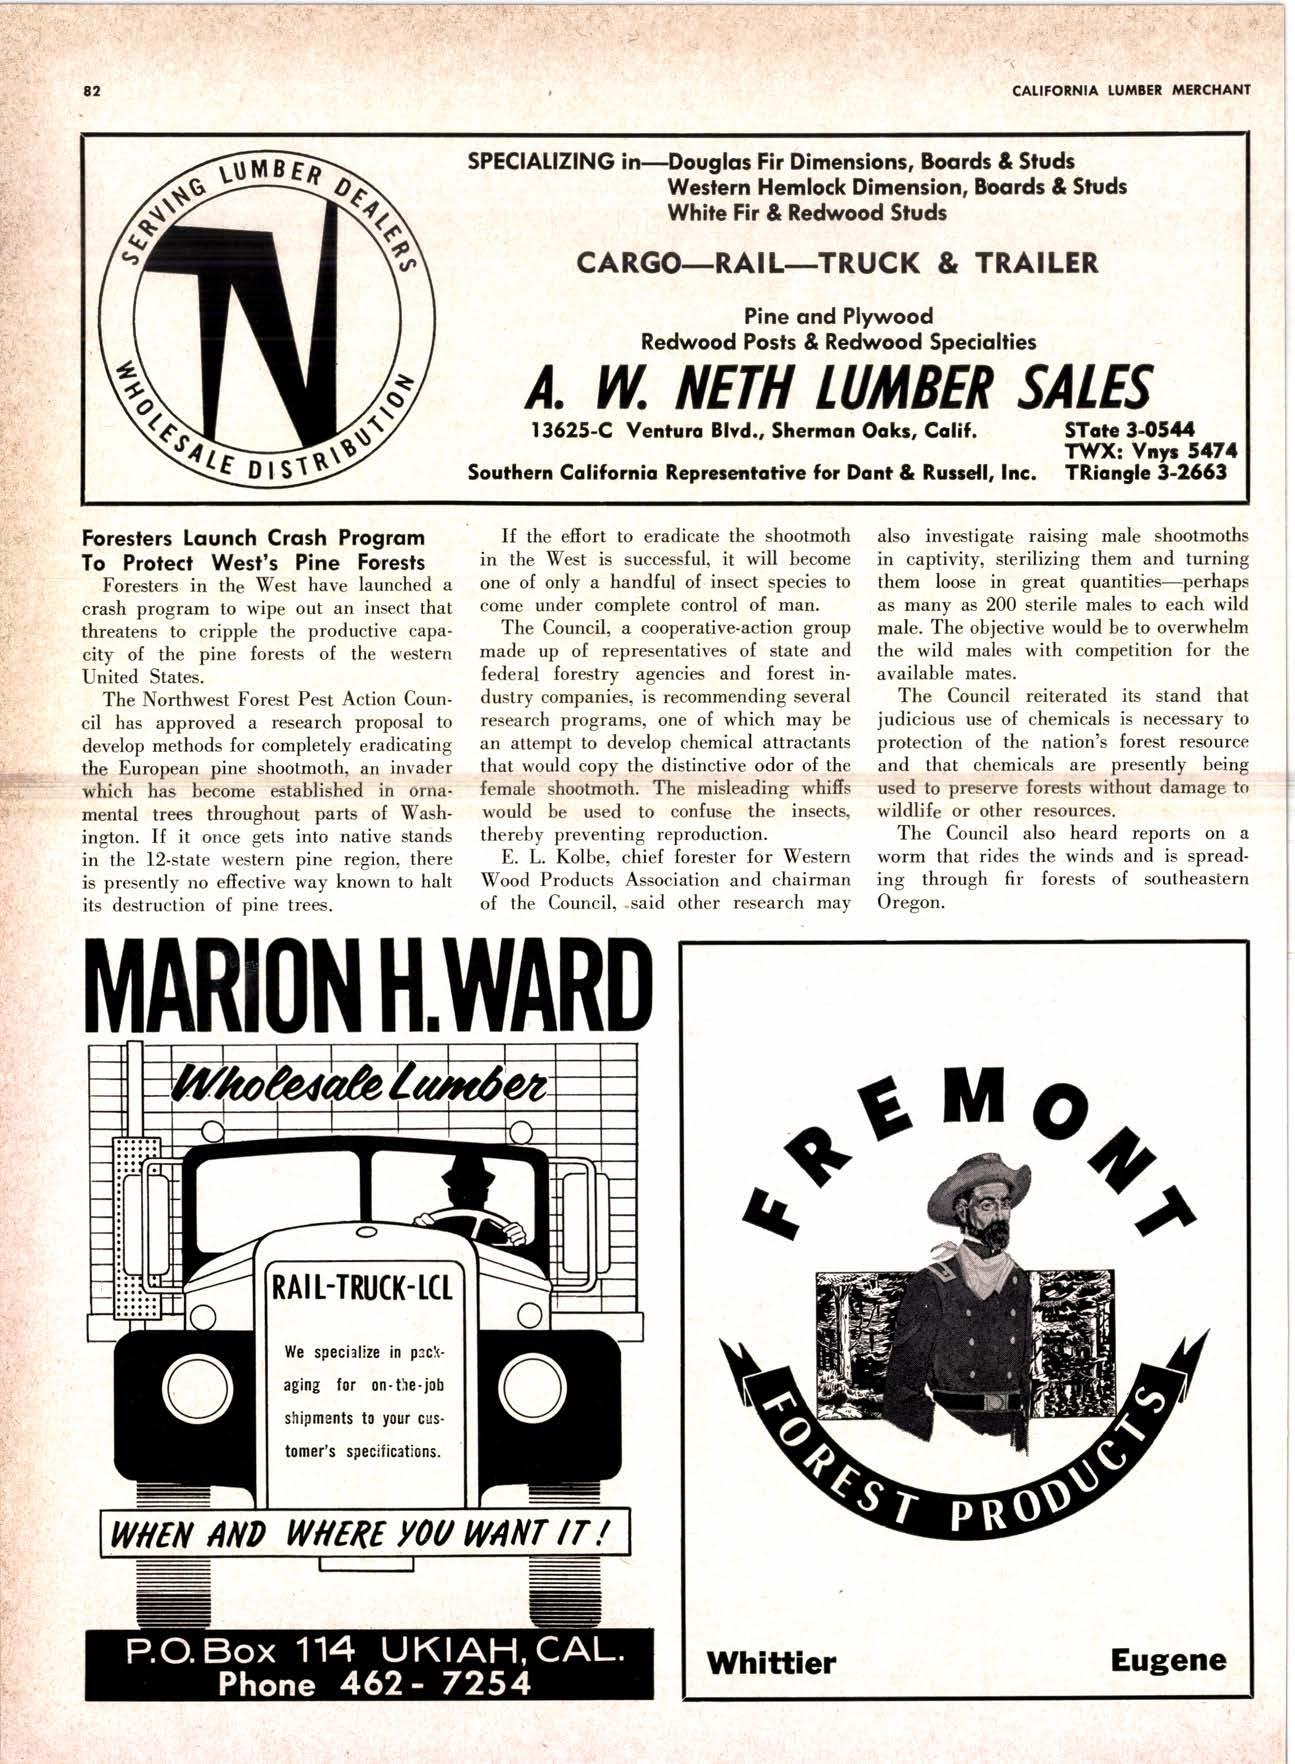 82
CALIFORNIA LUMBER MERCHANT
SERVING LUMBER DEALERS
WHOLESALE DISTRIBUTION
SPECIALIZING in—Douglas Fir Dimensions, Boards & Studs
Western Hemlock Dimension, Boards & Studs
White Fir & Redwood Studs
CARGO—RAIL—TRUCK & TRAILER
Pine and Plywood
Redwood Posts & Redwood Specialties
A. W. NETH LUMBER SALES
13625-C Ventura Blvd., Sherman Oaks, Calif. STate 3-0544
TWX: Vnys 5474
Southern California Representative for Dant & Russell, Inc. TRiangle 3-2663
Foresters Launch Crash Program
To Protect West's Pine Forests
Foresters in the West have launched a
crash program to wipe out an insect that
threatens to cripple the productive capa-
city of the pine forests of the western
United States.
The Northwest Forest Pest Action Coun-
cil has approved a research proposal to
develop methods for completely eradicating
the European pine shootmoth, an invader
which has become established in orna-
mental trees throughout parts of Wash-
ington. If it once gets into native stands
in the 12-state western pine region, there
is presently no effective way known to halt
its destruction of pine trees.
If the effort to eradicate the shootmoth
in the West is successful, it will become
one of only a handful of insect species to
come under complete control of man.
The Council, a cooperative-action group
made up of representatives of state and
federal forestry agencies and forest in-
dustry companies, is recommending several
research programs, one of which may be
an attempt to develop chemical attractants
that would copy the distinctive odor of the
female shootmoth. The misleading whiffs
would be used to confuse the insects,
thereby preventing reproduction.
E. L. Kolbe, chief forester for Western
Wood Products Association and chairman
of the Council, said other research may
also investigate raising male shootmoths
in captivity, sterilizing them and turning
them loose in great quantities—perhaps
as many as 200 sterile males to each wild
male. The objective would be to overwhelm
the wild males with competition for the
available mates.
The Council reiterated its stand that
judicious use of chemicals is necessary to
protection of the nation's forest resource
and that chemicals are presently being
used to preserve forests without damage to
wildlife or other resources.
The Council also heard reports on a
worm that rides the winds and is spread-
ing through fir forests of southeastern
Oregon.
MARION H. WARD
Wholesale Lumber
RAIL-TRUCK-LCL
We specialize in pack-
aging for on-the-job
shipments to your cus-
tomer's specifications.
WHEN AND WHERE YOU WANT IT!
P.O. Box 114 UKIAH, CAL.
Phone 462-7254
FREMONT
FOREST PRODUCTS
Whittier Eugene